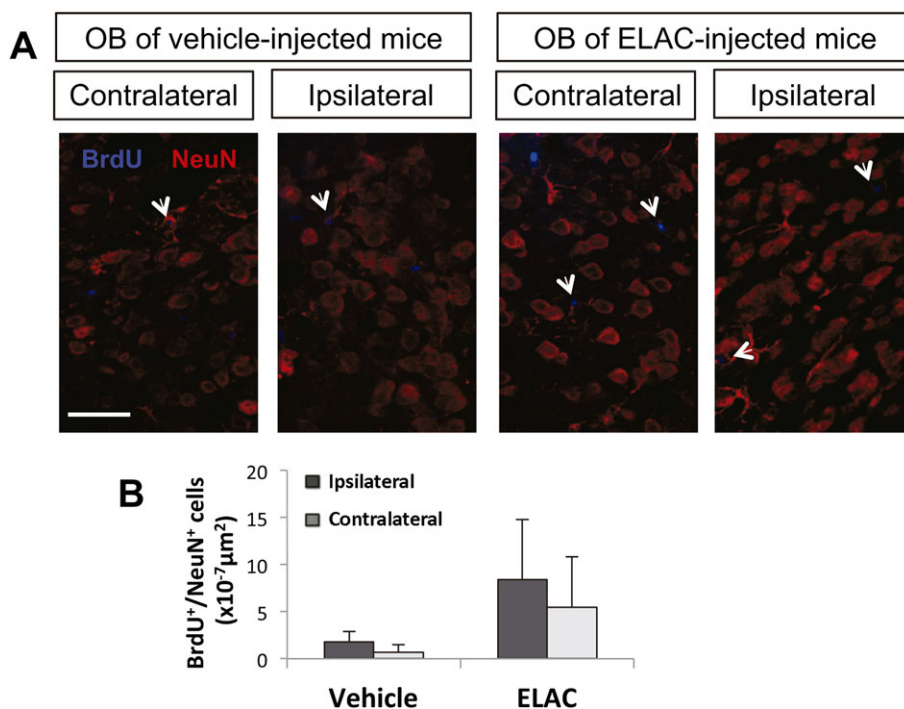 A
OB of vehicle-injected mice
OB of ELAC-injected mice
Contralateral
Ipsilateral
Contralateral
Ipsilateral
BrdU NeuN
B
BrdU⁺/NeuN⁺ cells
(x10⁻⁷µm²)
20
15
10
5
0
Ipsilateral
Contralateral
Vehicle
ELAC